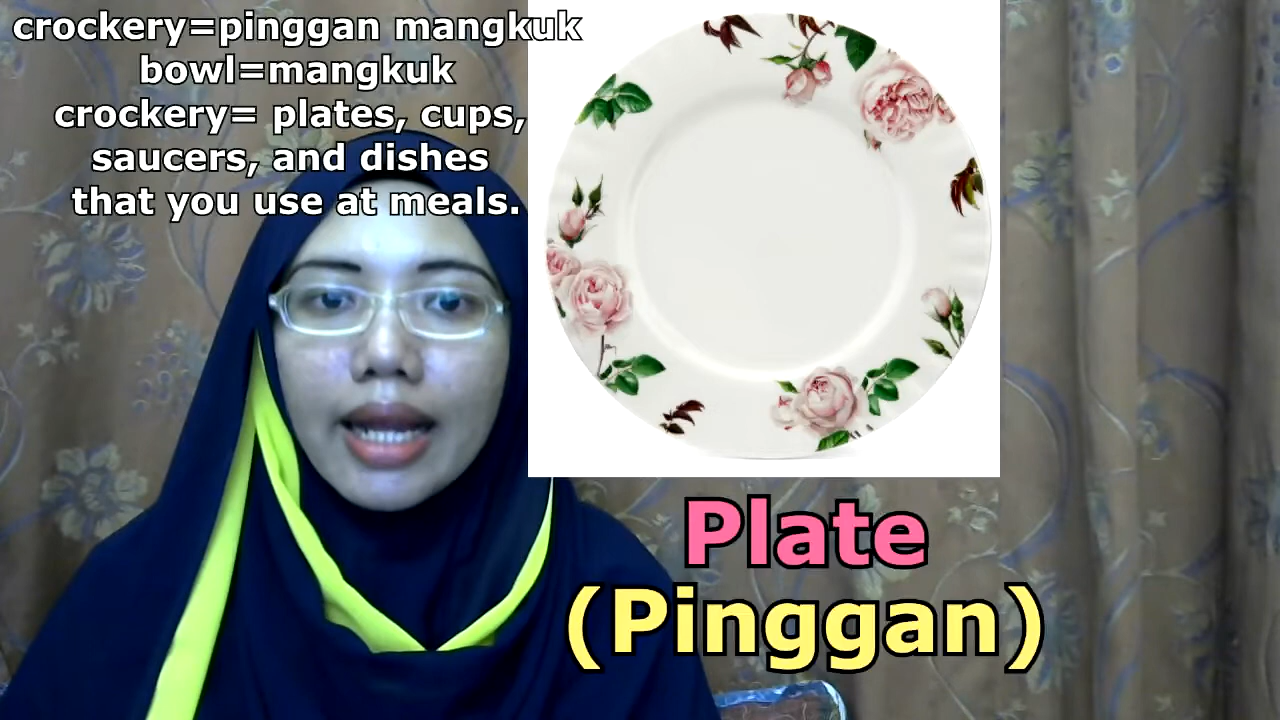 crockery=pinggan mangkuk
bowl=mangkuk
crockery= plates, cups,
saucers, and dishes
that you use at meals.
Plate
(Pinggan)